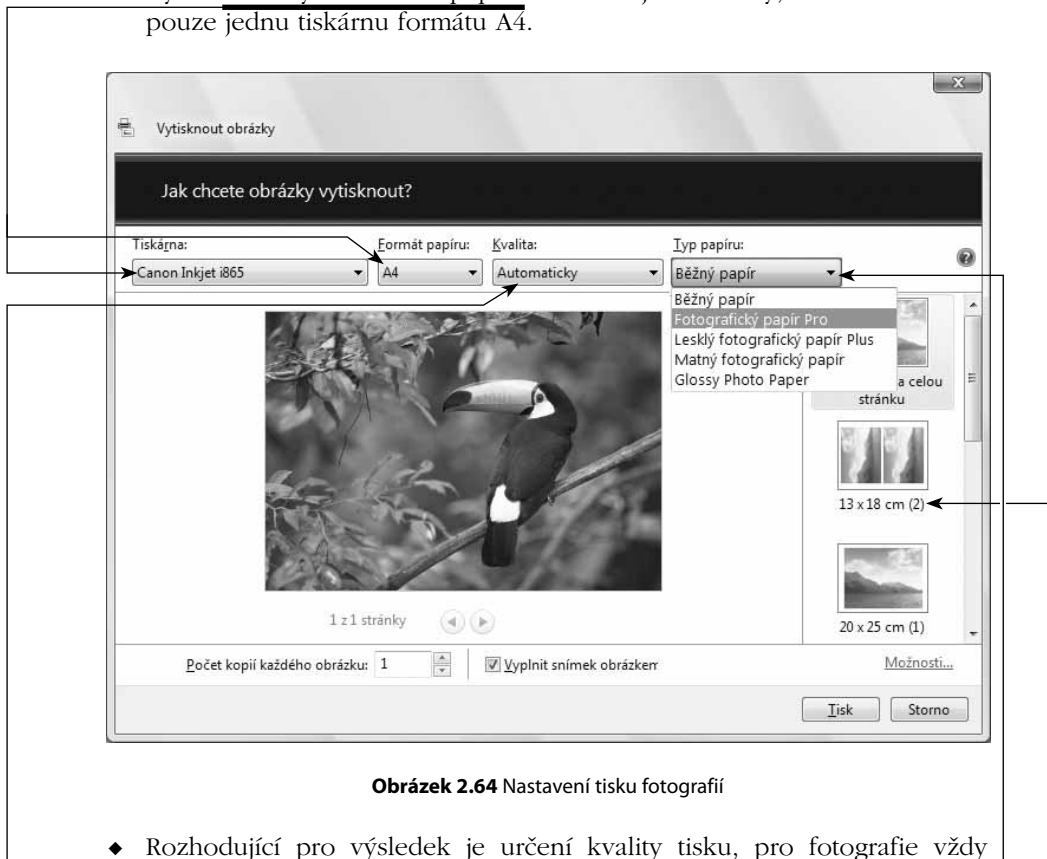 pouze jednu tiskárnu formátu A4.
Vytisknout obrázky
Jak chcete obrázky vytisknout?
Tiskárna: Formát papíru: Kvalita: Typ papíru:
Canon Inkjet i865 A4 Automaticky Běžný papír
Běžný papír
Fotografický papír Pro
Lesklý fotografický papír Plus
Matný fotografický papír
Glossy Photo Paper
a celou
stránku
13 x 18 cm (2)
20 x 25 cm (1)
1 z 1 stránky
Počet kopií každého obrázku: 1 Vyplnit snímek obrázkem Možnosti...
Tisk Storno
Obrázek 2.64 Nastavení tisku fotografií
◆ Rozhodující pro výsledek je určení kvality tisku, pro fotografie vždy